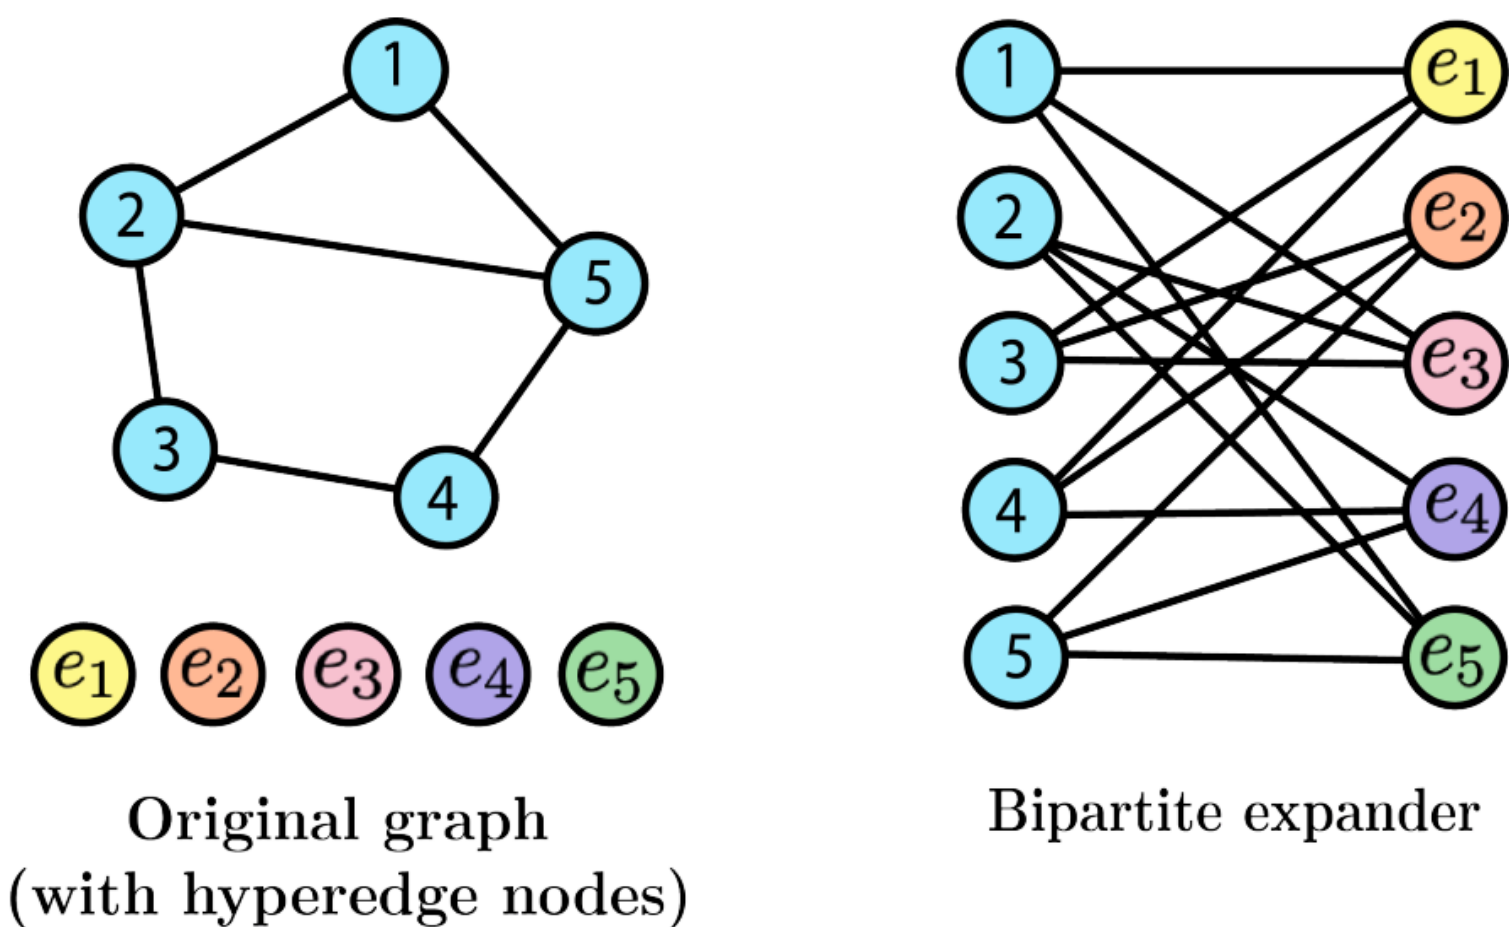 1
2
5
3
4
e₁ e₂ e₃ e₄ e₅
Original graph
(with hyperedge nodes)
1 e₁
2 e₂
3 e₃
4 e₄
5 e₅
Bipartite expander